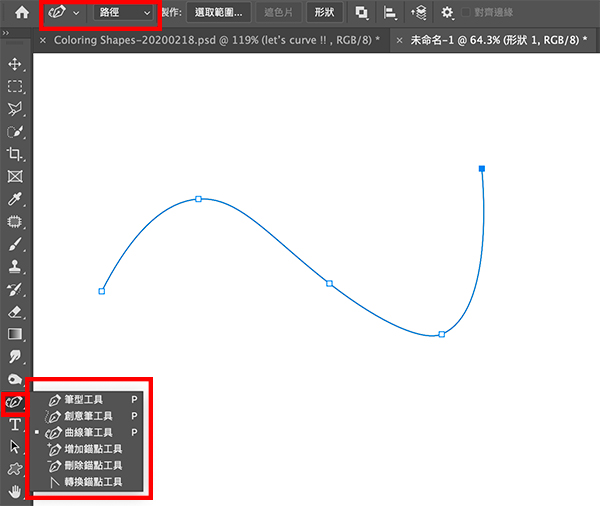 路徑 製作: 選取範圍... 遮色片 形狀 對齊邊緣
× Coloring Shapes-20200218.psd @ 119% (let's curve !! , RGB/8) * × 未命名-1 @ 64.3% (形狀 1, RGB/8) *
筆型工具 P
創意筆工具 P
曲線筆工具 P
增加錨點工具
刪除錨點工具
轉換錨點工具
T